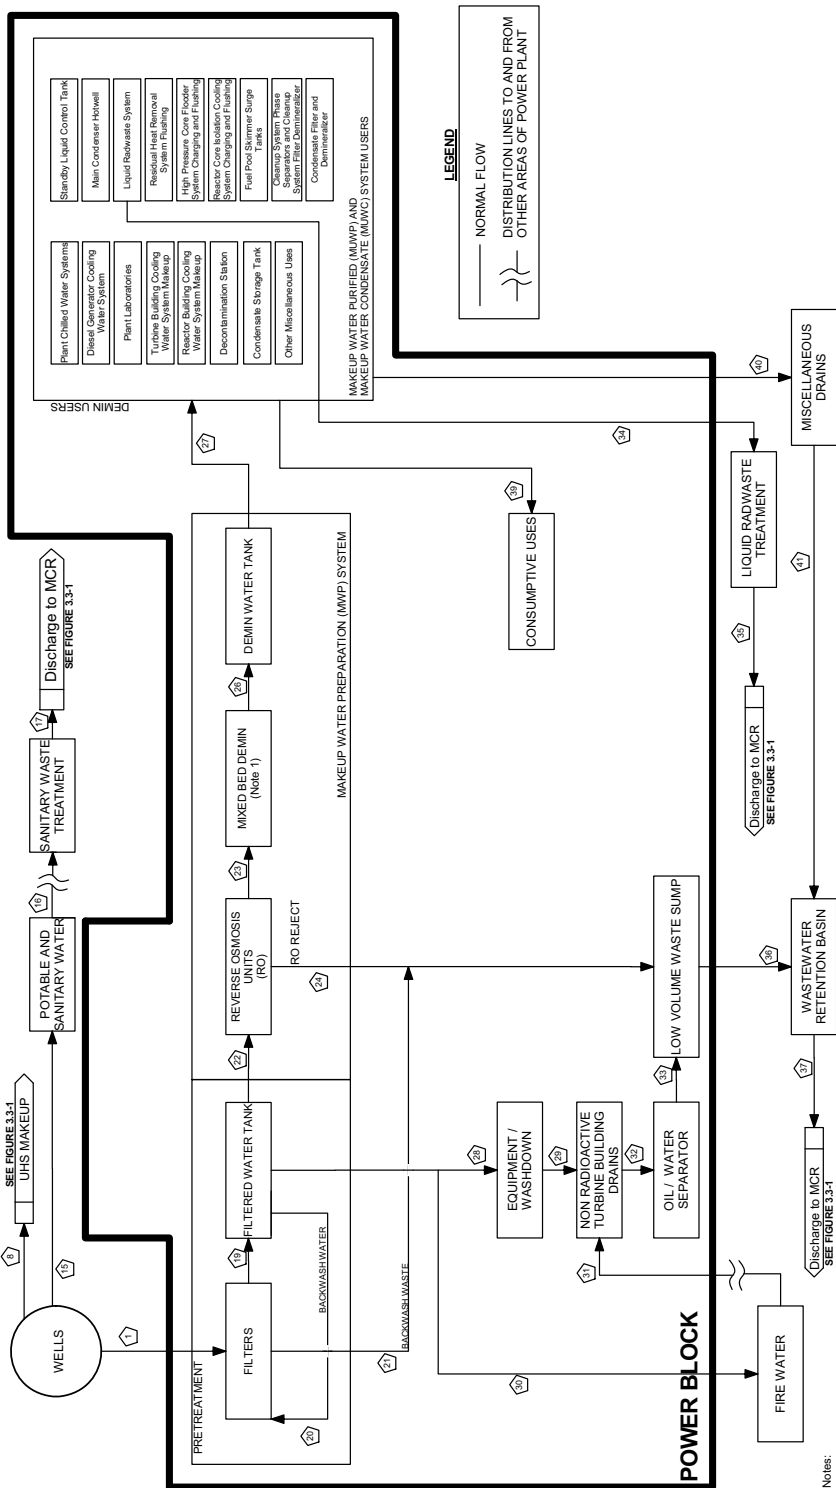 SEE FIGURE 3.3-1
UHS MAKEUP
8
WELLS
15
1
POTABLE AND
SANITARY WATER
16
SANITARY WASTE
TREATMENT
17
Discharge to MCR
SEE FIGURE 3.3-1
PRETREATMENT
FILTERS
19
20
21
BACKWASH WATER
BACKWASH WASTE
FILTERED WATER TANK
22
REVERSE OSMOSIS
UNITS
(RO)
RO REJECT
24
23
MIXED BED DEMIN
(Note 1)
26
DEMIN WATER TANK
MAKEUP WATER PREPARATION (MWP) SYSTEM
27
DEMIN USERS
Plant Chilled Water Systems
Diesel Generator Cooling
Water System
Plant Laboratories
Turbine Building Cooling
Water System Makeup
Reactor Building Cooling
Water System Makeup
Decontamination Station
Condensate Storage Tank
Other Miscellaneous Uses
Standby Liquid Control Tank
Main Condenser Hotwell
Liquid Radwaste System
Residual Heat Removal
System Flushing
High Pressure Core Flooder
System Charging and Flushing
Reactor Core Isolation Cooling
System Charging and Flushing
Fuel Pool Skimmer Surge
Tanks
Cleanup System Phase
Separators and Cleanup
System Filter Demineralizer
Condensate Filter and
Demineralizer
MAKEUP WATER PURIFIED (MUWP) AND
MAKEUP WATER CONDENSATE (MUWC) SYSTEM USERS
39
CONSUMPTIVE USES
LEGEND
NORMAL FLOW
DISTRIBUTION LINES TO AND FROM
OTHER AREAS OF POWER PLANT
28
EQUIPMENT /
WASHDOWN
29
NON RADIOACTIVE
TURBINE BUILDING
DRAINS
31
32
OIL / WATER
SEPARATOR
33
LOW VOLUME WASTE SUMP
30
POWER BLOCK
FIRE WATER
34
LIQUID RADWASTE
TREATMENT
35
Discharge to MCR
SEE FIGURE 3.3-1
40
MISCELLANEOUS
DRAINS
41
36
WASTEWATER
RETENTION BASIN
37
Discharge to MCR
SEE FIGURE 3.3-1
Notes: